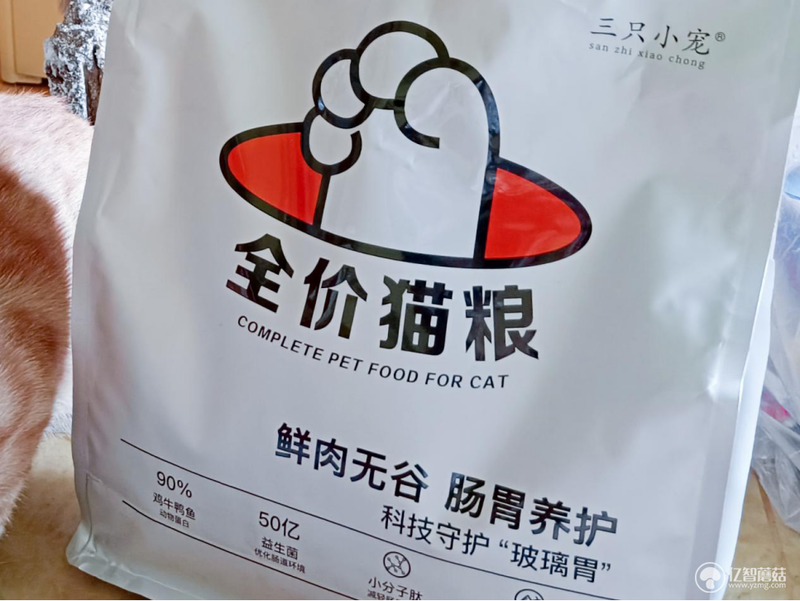 三只小宠®
san zhi xiao chong
全价猫粮
COMPLETE PET FOOD FOR CAT
鲜肉无谷 肠胃养护
科技守护“玻璃胃”
90%
鸡牛鸭鱼
动物蛋白
50亿
益生菌
优化肠道环境
小分子肽
亿智蘑菇
www.yzmg.com